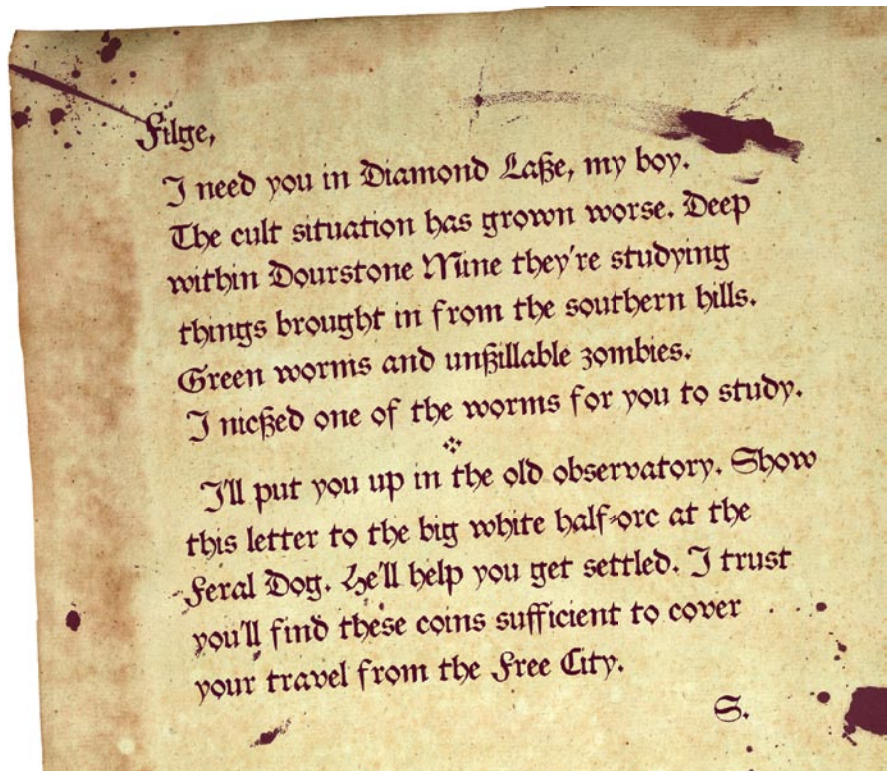 Filge,
I need you in Diamond Lake, my boy.
The cult situation has grown worse. Deep
within Dourstone Mine they're studying
things brought in from the southern hills.
Green worms and unkillable zombies.
I nicked one of the worms for you to study.
I'll put you up in the old observatory. Show
this letter to the big white half-orc at the
Feral Dog. He'll help you get settled. I trust
you'll find these coins sufficient to cover
your travel from the Free City.
S.